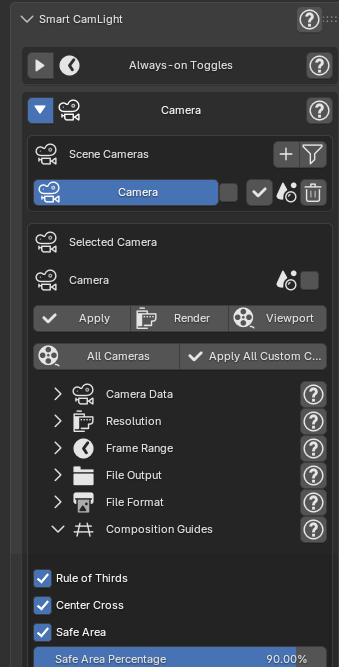 Smart CamLight
Always-on Toggles
Camera
Scene Cameras
Camera
Selected Camera
Camera
Apply Render Viewport
All Cameras Apply All Custom C...
Camera Data
Resolution
Frame Range
File Output
File Format
Composition Guides
Rule of Thirds
Center Cross
Safe Area
Safe Area Percentage 90.00%